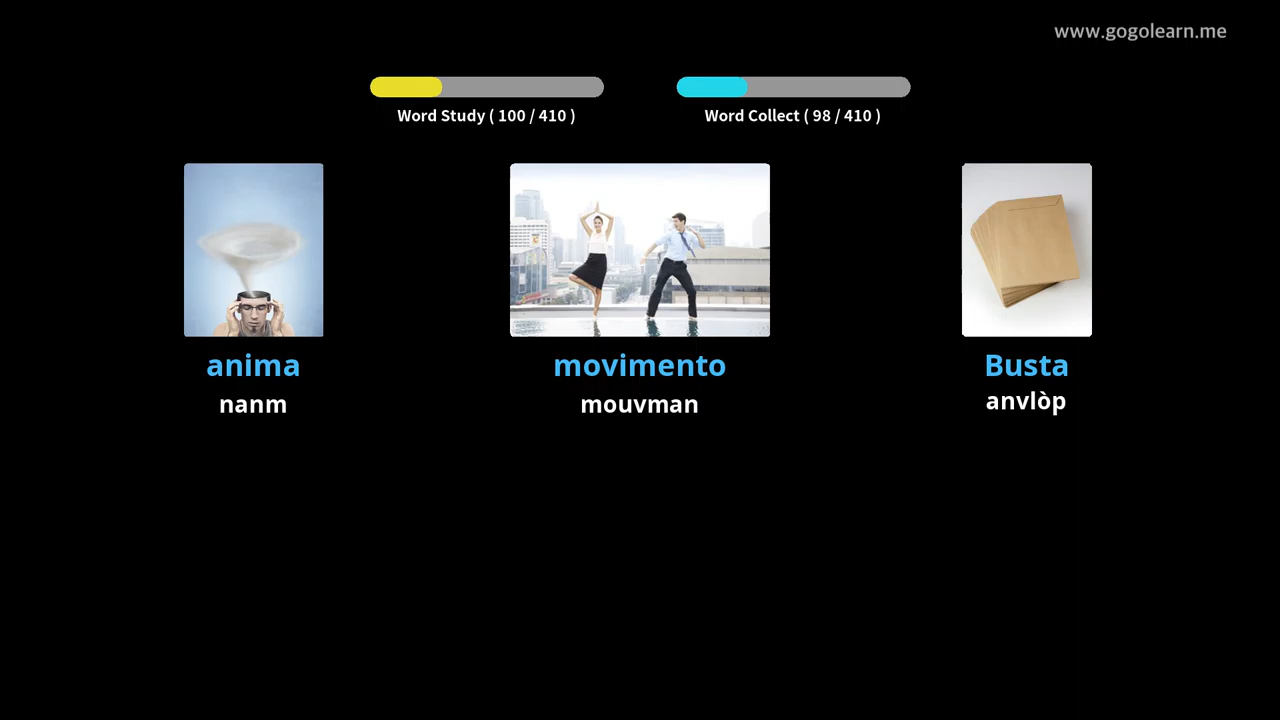 www.gogolearn.me
Word Study ( 100 / 410 )
Word Collect ( 98 / 410 )
anima
nanm
movimento
mouvman
Busta
anvlòp